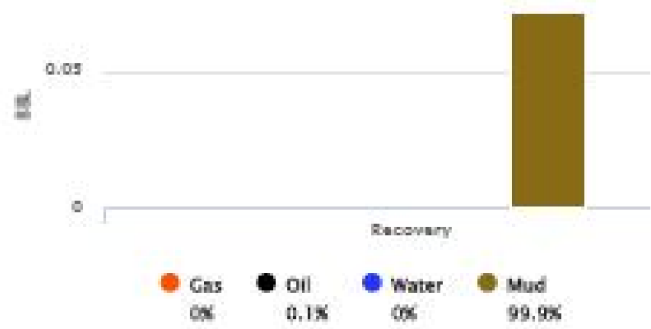 0.05
BBL
0
Recovery
Gas Oil Water Mud
0% 0.1% 0% 99.9%